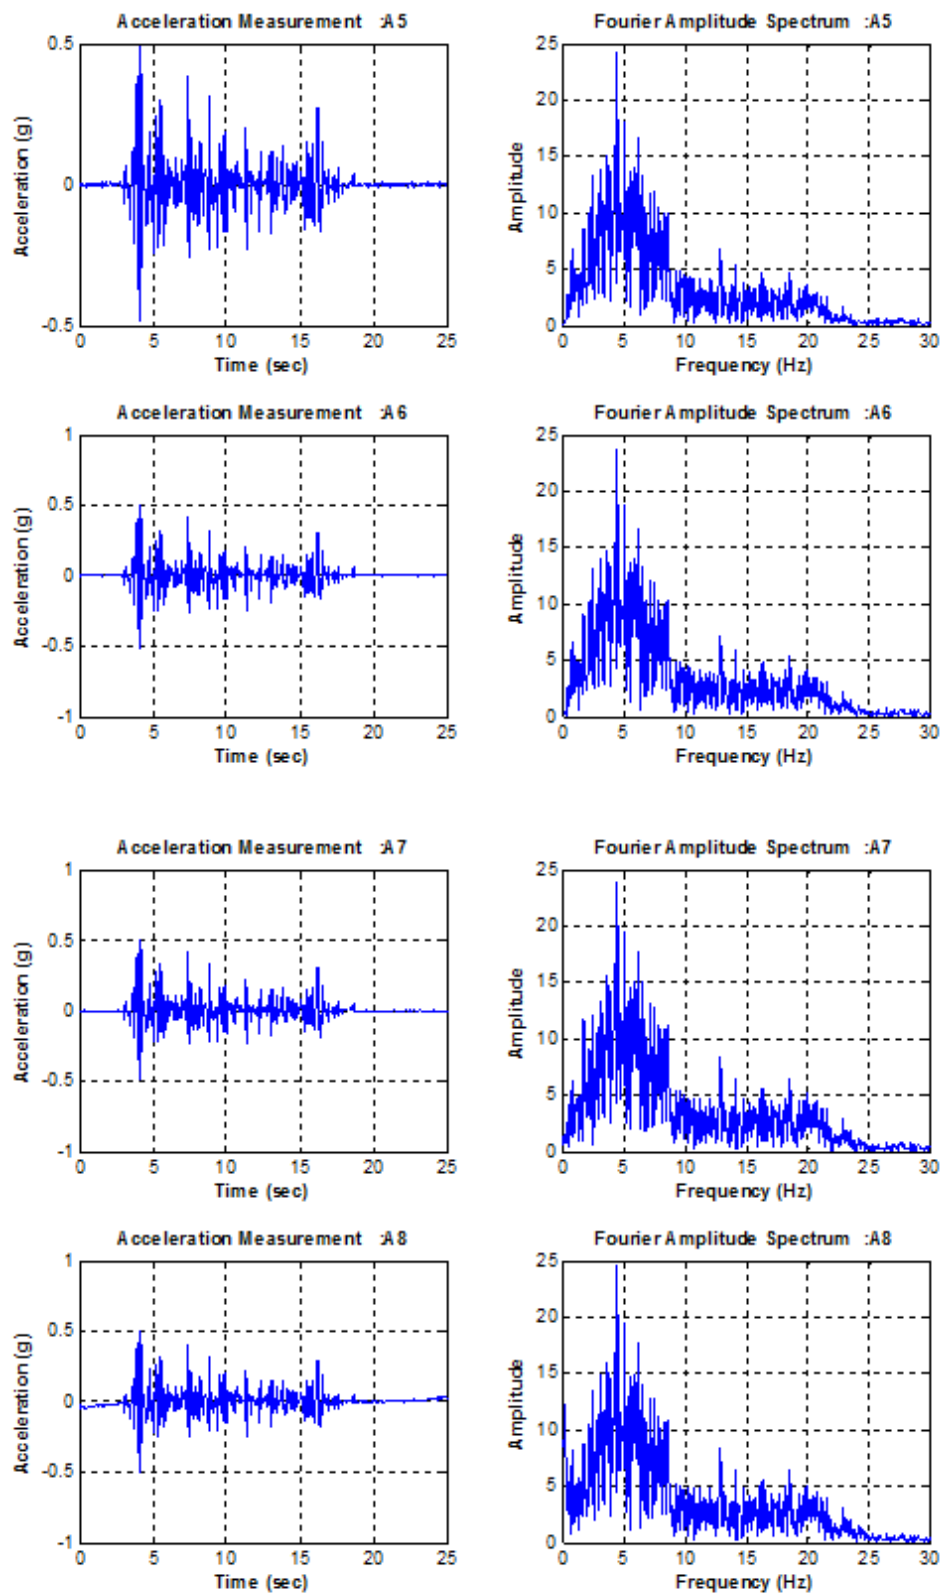 Acceleration Measurement :A5
Fourier Amplitude Spectrum :A5
0.5
0
-0.5
Acceleration (g)
0 5 10 15 20 25
Time (sec)
25
20
15
10
5
0
Amplitude
0 5 10 15 20 25 30
Frequency (Hz)
Acceleration Measurement :A6
Fourier Amplitude Spectrum :A6
1
0.5
0
-0.5
-1
Acceleration (g)
0 5 10 15 20 25
Time (sec)
25
20
15
10
5
0
Amplitude
0 5 10 15 20 25 30
Frequency (Hz)
Acceleration Measurement :A7
Fourier Amplitude Spectrum :A7
1
0.5
0
-0.5
-1
Acceleration (g)
0 5 10 15 20 25
Time (sec)
25
20
15
10
5
0
Amplitude
0 5 10 15 20 25 30
Frequency (Hz)
Acceleration Measurement :A8
Fourier Amplitude Spectrum :A8
1
0.5
0
-0.5
-1
Acceleration (g)
0 5 10 15 20 25
Time (sec)
25
20
15
10
5
0
Amplitude
0 5 10 15 20 25 30
Frequency (Hz)